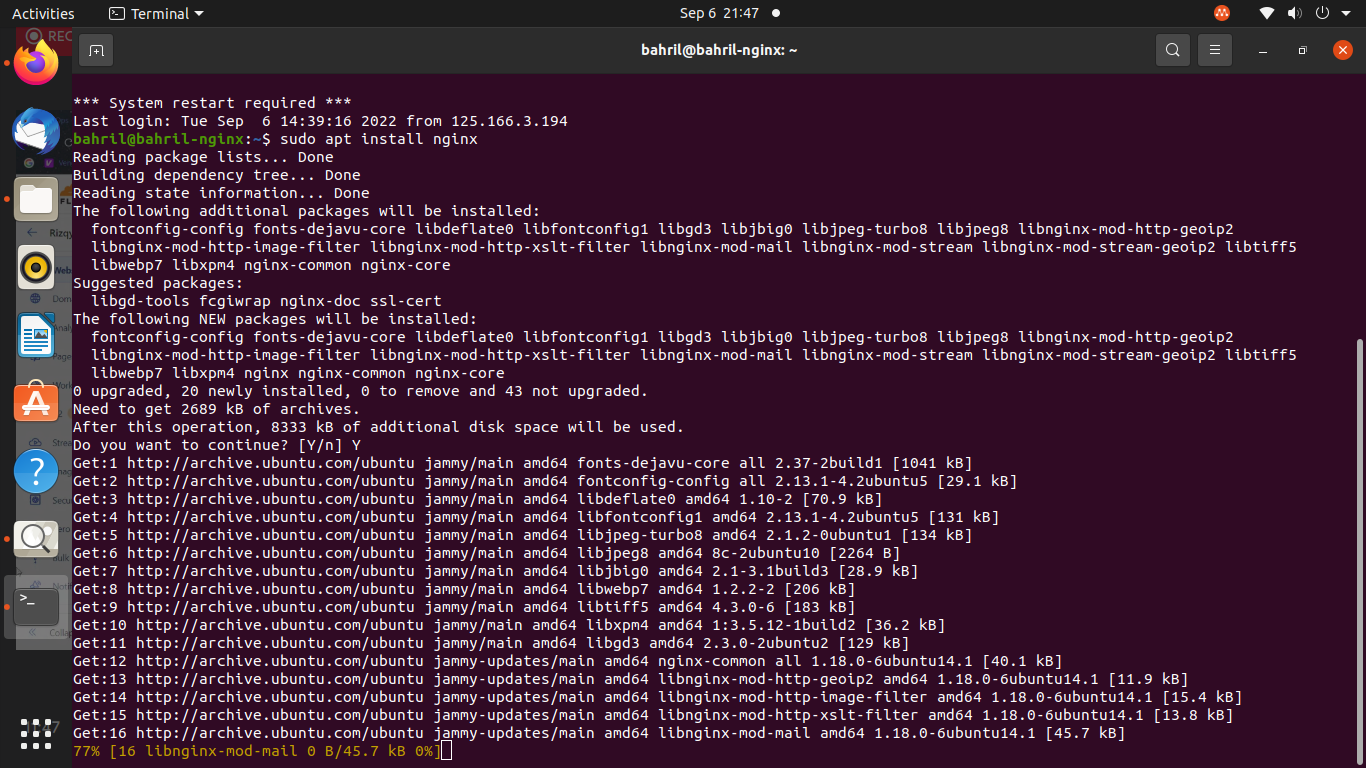 Activities
Terminal
Sep 6 21:47
REC
bahril@bahril-nginx: ~
*** System restart required ***
Last login: Tue Sep  6 14:39:16 2022 from 125.166.3.194
bahril@bahril-nginx:~$ sudo apt install nginx
Reading package lists... Done
Building dependency tree... Done
Reading state information... Done
The following additional packages will be installed:
  fontconfig-config fonts-dejavu-core libdeflate0 libfontconfig1 libgd3 libjbig0 libjpeg-turbo8 libjpeg8 libnginx-mod-http-geoip2
  libnginx-mod-http-image-filter libnginx-mod-http-xslt-filter libnginx-mod-mail libnginx-mod-stream libnginx-mod-stream-geoip2 libtiff5
  libwebp7 libxpm4 nginx-common nginx-core
Suggested packages:
  libgd-tools fcgiwrap nginx-doc ssl-cert
The following NEW packages will be installed:
  fontconfig-config fonts-dejavu-core libdeflate0 libfontconfig1 libgd3 libjbig0 libjpeg-turbo8 libjpeg8 libnginx-mod-http-geoip2
  libnginx-mod-http-image-filter libnginx-mod-http-xslt-filter libnginx-mod-mail libnginx-mod-stream libnginx-mod-stream-geoip2 libtiff5
  libwebp7 libxpm4 nginx nginx-common nginx-core
0 upgraded, 20 newly installed, 0 to remove and 43 not upgraded.
Need to get 2689 kB of archives.
After this operation, 8333 kB of additional disk space will be used.
Do you want to continue? [Y/n] Y
Get:1 http://archive.ubuntu.com/ubuntu jammy/main amd64 fonts-dejavu-core all 2.37-2build1 [1041 kB]
Get:2 http://archive.ubuntu.com/ubuntu jammy/main amd64 fontconfig-config all 2.13.1-4.2ubuntu5 [29.1 kB]
Get:3 http://archive.ubuntu.com/ubuntu jammy/main amd64 libdeflate0 amd64 1.10-2 [70.9 kB]
Get:4 http://archive.ubuntu.com/ubuntu jammy/main amd64 libfontconfig1 amd64 2.13.1-4.2ubuntu5 [131 kB]
Get:5 http://archive.ubuntu.com/ubuntu jammy/main amd64 libjpeg-turbo8 amd64 2.1.2-0ubuntu1 [134 kB]
Get:6 http://archive.ubuntu.com/ubuntu jammy/main amd64 libjpeg8 amd64 8c-2ubuntu10 [2264 B]
Get:7 http://archive.ubuntu.com/ubuntu jammy/main amd64 libjbig0 amd64 2.1-3.1build3 [28.9 kB]
Get:8 http://archive.ubuntu.com/ubuntu jammy/main amd64 libwebp7 amd64 1.2.2-2 [206 kB]
Get:9 http://archive.ubuntu.com/ubuntu jammy/main amd64 libtiff5 amd64 4.3.0-6 [183 kB]
Get:10 http://archive.ubuntu.com/ubuntu jammy/main amd64 libxpm4 amd64 1:3.5.12-1build2 [36.2 kB]
Get:11 http://archive.ubuntu.com/ubuntu jammy/main amd64 libgd3 amd64 2.3.0-2ubuntu2 [129 kB]
Get:12 http://archive.ubuntu.com/ubuntu jammy-updates/main amd64 nginx-common all 1.18.0-6ubuntu14.1 [40.1 kB]
Get:13 http://archive.ubuntu.com/ubuntu jammy-updates/main amd64 libnginx-mod-http-geoip2 amd64 1.18.0-6ubuntu14.1 [11.9 kB]
Get:14 http://archive.ubuntu.com/ubuntu jammy-updates/main amd64 libnginx-mod-http-image-filter amd64 1.18.0-6ubuntu14.1 [15.4 kB]
Get:15 http://archive.ubuntu.com/ubuntu jammy-updates/main amd64 libnginx-mod-http-xslt-filter amd64 1.18.0-6ubuntu14.1 [13.8 kB]
Get:16 http://archive.ubuntu.com/ubuntu jammy-updates/main amd64 libnginx-mod-mail amd64 1.18.0-6ubuntu14.1 [45.7 kB]
77% [16 libnginx-mod-mail 0 B/45.7 kB 0%]